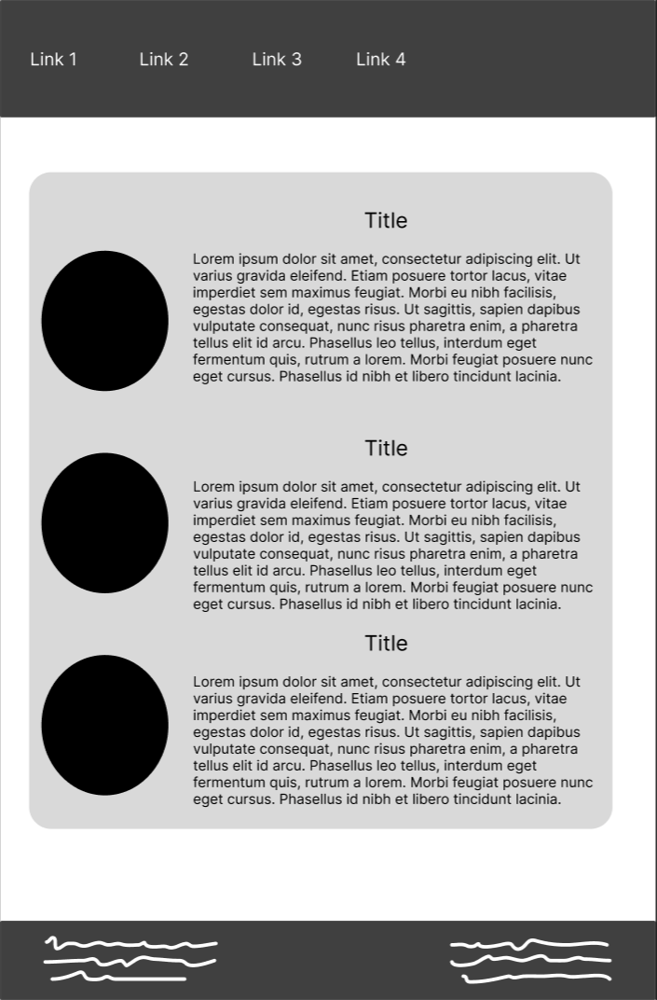 Link 1 Link 2 Link 3 Link 4
Title
Lorem ipsum dolor sit amet, consectetur adipiscing elit. Ut
varius gravida eleifend. Etiam posuere tortor lacus, vitae
imperdiet sem maximus feugiat. Morbi eu nibh facilisis,
egestas dolor id, egestas risus. Ut sagittis, sapien dapibus
vulputate consequat, nunc risus pharetra enim, a pharetra
tellus elit id arcu. Phasellus leo tellus, interdum eget
fermentum quis, rutrum a lorem. Morbi feugiat posuere nunc
eget cursus. Phasellus id nibh et libero tincidunt lacinia.
Title
Lorem ipsum dolor sit amet, consectetur adipiscing elit. Ut
varius gravida eleifend. Etiam posuere tortor lacus, vitae
imperdiet sem maximus feugiat. Morbi eu nibh facilisis,
egestas dolor id, egestas risus. Ut sagittis, sapien dapibus
vulputate consequat, nunc risus pharetra enim, a pharetra
tellus elit id arcu. Phasellus leo tellus, interdum eget
fermentum quis, rutrum a lorem. Morbi feugiat posuere nunc
eget cursus. Phasellus id nibh et libero tincidunt lacinia.
Title
Lorem ipsum dolor sit amet, consectetur adipiscing elit. Ut
varius gravida eleifend. Etiam posuere tortor lacus, vitae
imperdiet sem maximus feugiat. Morbi eu nibh facilisis,
egestas dolor id, egestas risus. Ut sagittis, sapien dapibus
vulputate consequat, nunc risus pharetra enim, a pharetra
tellus elit id arcu. Phasellus leo tellus, interdum eget
fermentum quis, rutrum a lorem. Morbi feugiat posuere nunc
eget cursus. Phasellus id nibh et libero tincidunt lacinia.